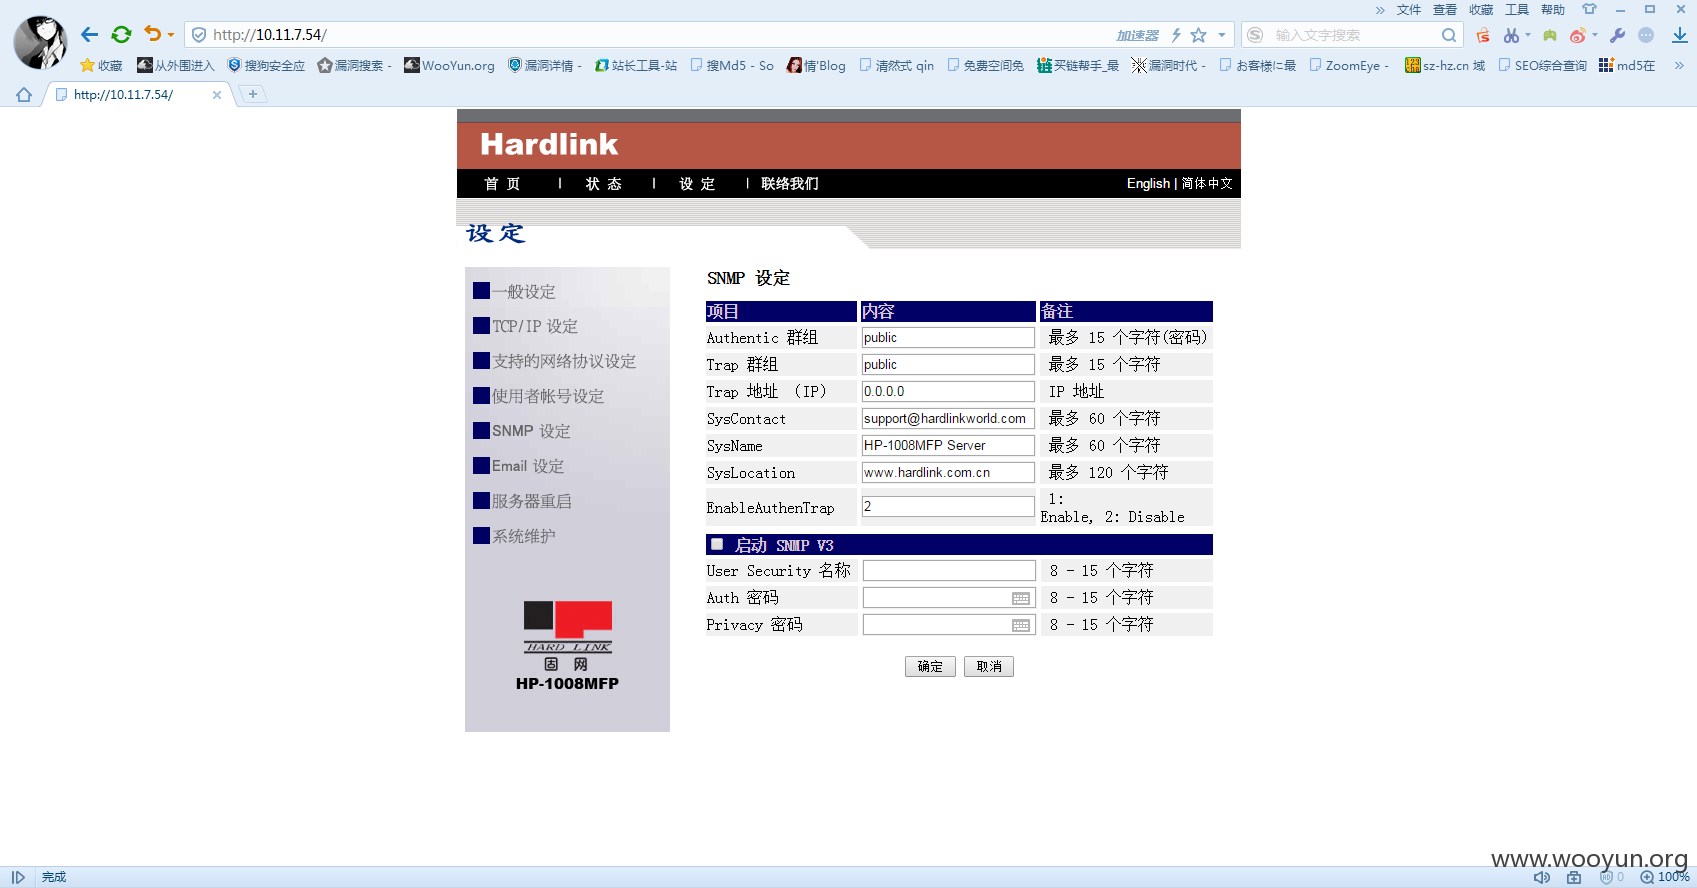 » 文件 查看 收藏 工具 帮助
http://10.11.7.54/ 加速器 输入文字搜索
收藏 从外围进入 搜狗安全应 漏洞搜索 - WooYun.org 漏洞详情 - 站长工具-站 搜Md5 - So 情'Blog 清然式 qin 免费空间免 买链帮手_最 漏洞时代 - お客様に最 ZoomEye - sz-hz.cn 域 SEO综合查询 md5在 »
http://10.11.7.54/
Hardlink
首 页 | 状 态 | 设 定 | 联络我们 English | 简体中文
设定
一般设定
TCP/IP 设定
支持的网络协议设定
使用者帐号设定
SNMP 设定
Email 设定
服务器重启
系统维护
HARD LINK
固 网
HP-1008MFP
SNMP 设定
项目 内容 备注
Authentic 群组 public 最多 15 个字符(密码)
Trap 群组 public 最多 15 个字符
Trap 地址 （IP） 0.0.0.0 IP 地址
SysContact support@hardlinkworld.com 最多 60 个字符
SysName HP-1008MFP Server 最多 60 个字符
SysLocation www.hardlink.com.cn 最多 120 个字符
EnableAuthenTrap 2 1:
Enable, 2: Disable
启动 SNMP V3
User Security 名称 8 - 15 个字符
Auth 密码 8 - 15 个字符
Privacy 密码 8 - 15 个字符
确定 取消
www.wooyun.org
完成 0 100%